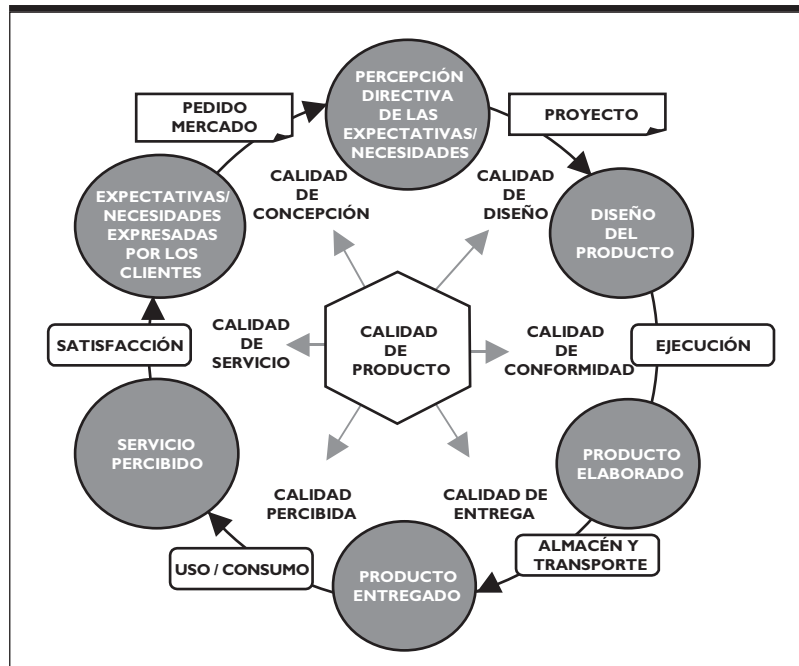 PERCEPCIÓN
DIRECTIVA
DE LAS
EXPECTATIVAS/
NECESIDADES
PEDIDO
MERCADO
PROYECTO
EXPECTATIVAS/
NECESIDADES
EXPRESADAS
POR LOS
CLIENTES
CALIDAD
DE
CONCEPCIÓN
CALIDAD
DE
DISEÑO
DISEÑO
DEL
PRODUCTO
SATISFACCIÓN
CALIDAD
DE
SERVICIO
CALIDAD
DE
PRODUCTO
CALIDAD
DE
CONFORMIDAD
EJECUCIÓN
SERVICIO
PERCIBIDO
CALIDAD
PERCIBIDA
CALIDAD DE
ENTREGA
PRODUCTO
ELABORADO
USO / CONSUMO
PRODUCTO
ENTREGADO
ALMACÉN Y
TRANSPORTE